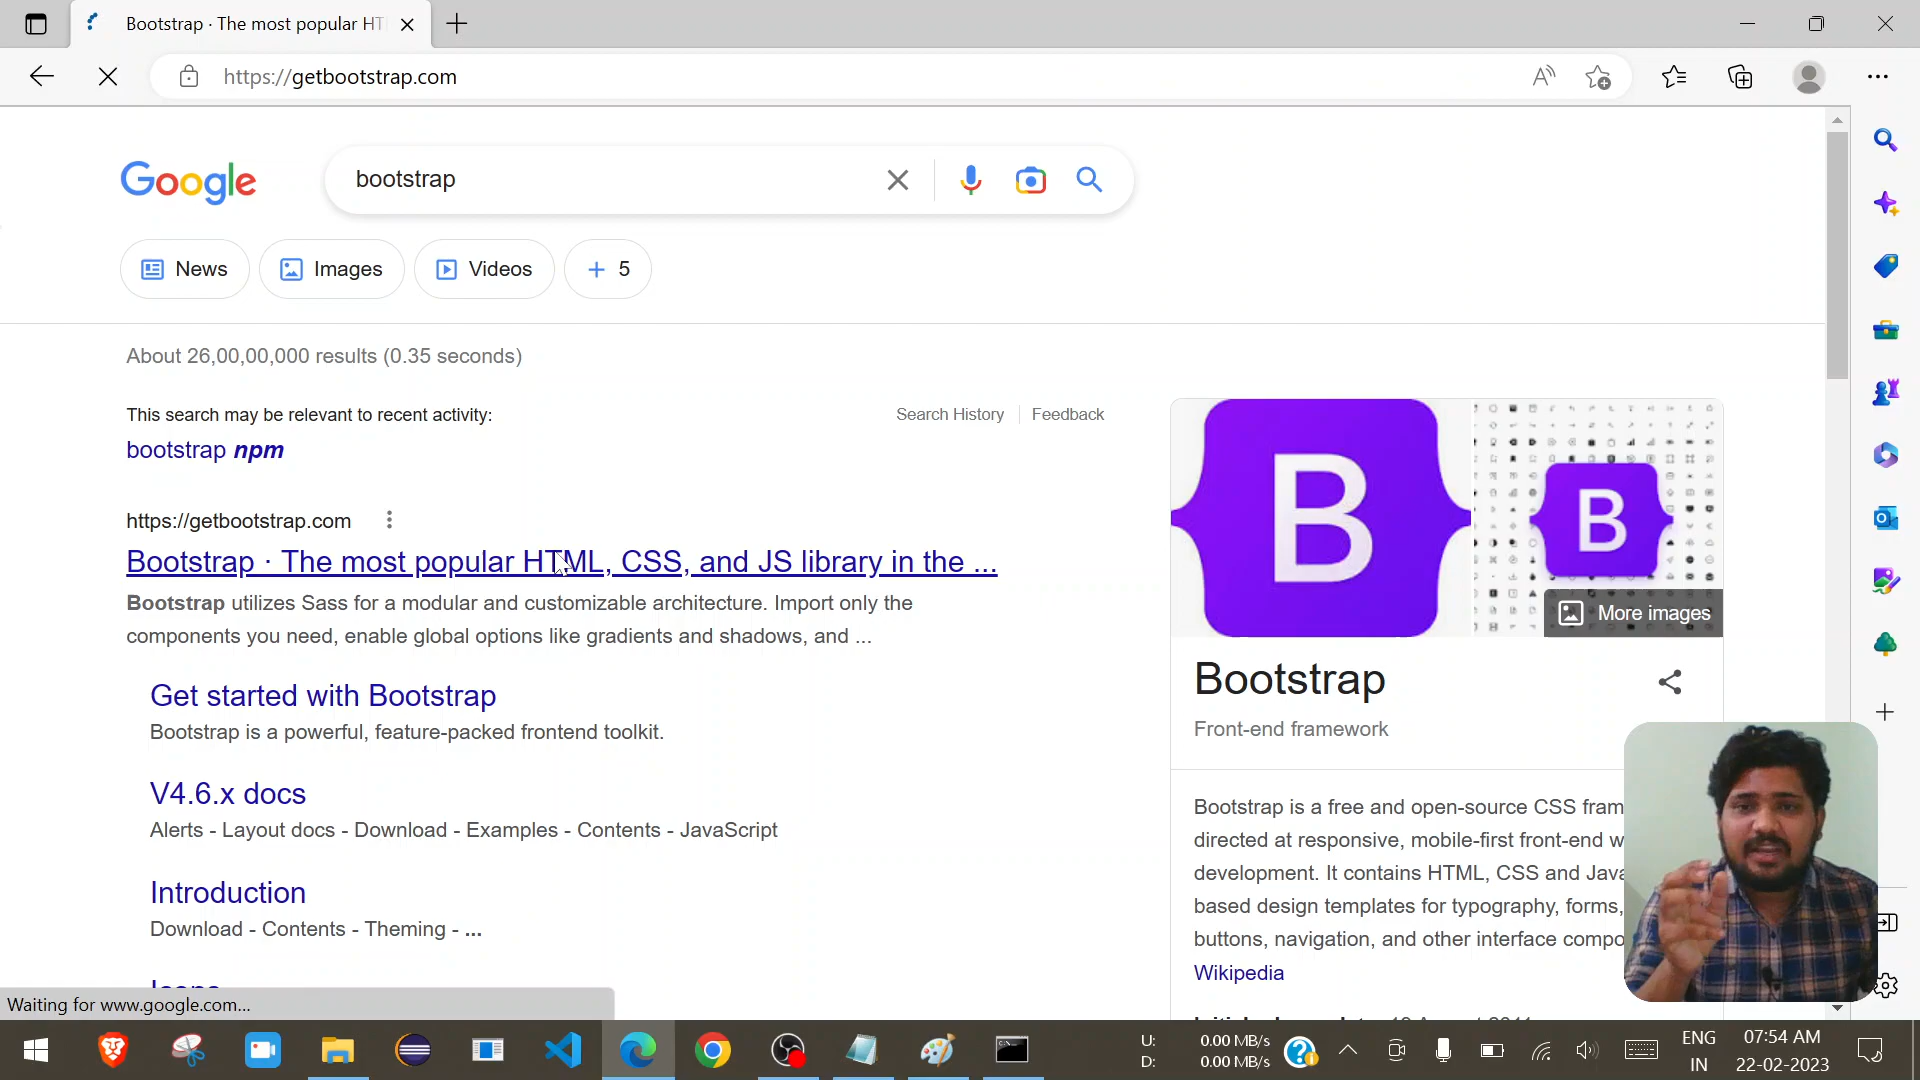 Bootstrap · The most popular HT
https://getbootstrap.com
Google
bootstrap
News
Images
Videos
+ 5
About 26,00,00,000 results (0.35 seconds)
This search may be relevant to recent activity:
Search History
Feedback
bootstrap npm
https://getbootstrap.com
Bootstrap · The most popular HTML, CSS, and JS library in the ...
Bootstrap utilizes Sass for a modular and customizable architecture. Import only the
components you need, enable global options like gradients and shadows, and ...
Get started with Bootstrap
Bootstrap is a powerful, feature-packed frontend toolkit.
V4.6.x docs
Alerts - Layout docs - Download - Examples - Contents - JavaScript
Introduction
Download - Contents - Theming - ...
B
B
More images
Bootstrap
Front-end framework
Bootstrap is a free and open-source CSS fram
directed at responsive, mobile-first front-end w
development. It contains HTML, CSS and Java
based design templates for typography, forms,
buttons, navigation, and other interface compo
Wikipedia
Waiting for www.google.com...
U: 0.00 MB/s
D: 0.00 MB/s
ENG
IN
07:54 AM
22-02-2023